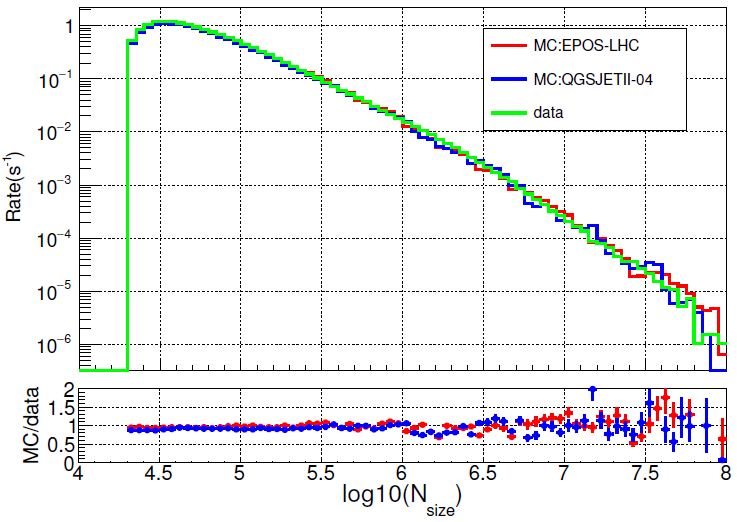 Rate(s⁻¹)
1
10⁻¹
10⁻²
10⁻³
10⁻⁴
10⁻⁵
10⁻⁶
MC:EPOS-LHC
MC:QGSJETII-04
data
MC/data
2
1.5
1
0.5
0
4 4.5 5 5.5 6 6.5 7 7.5 8
log10(N_size)